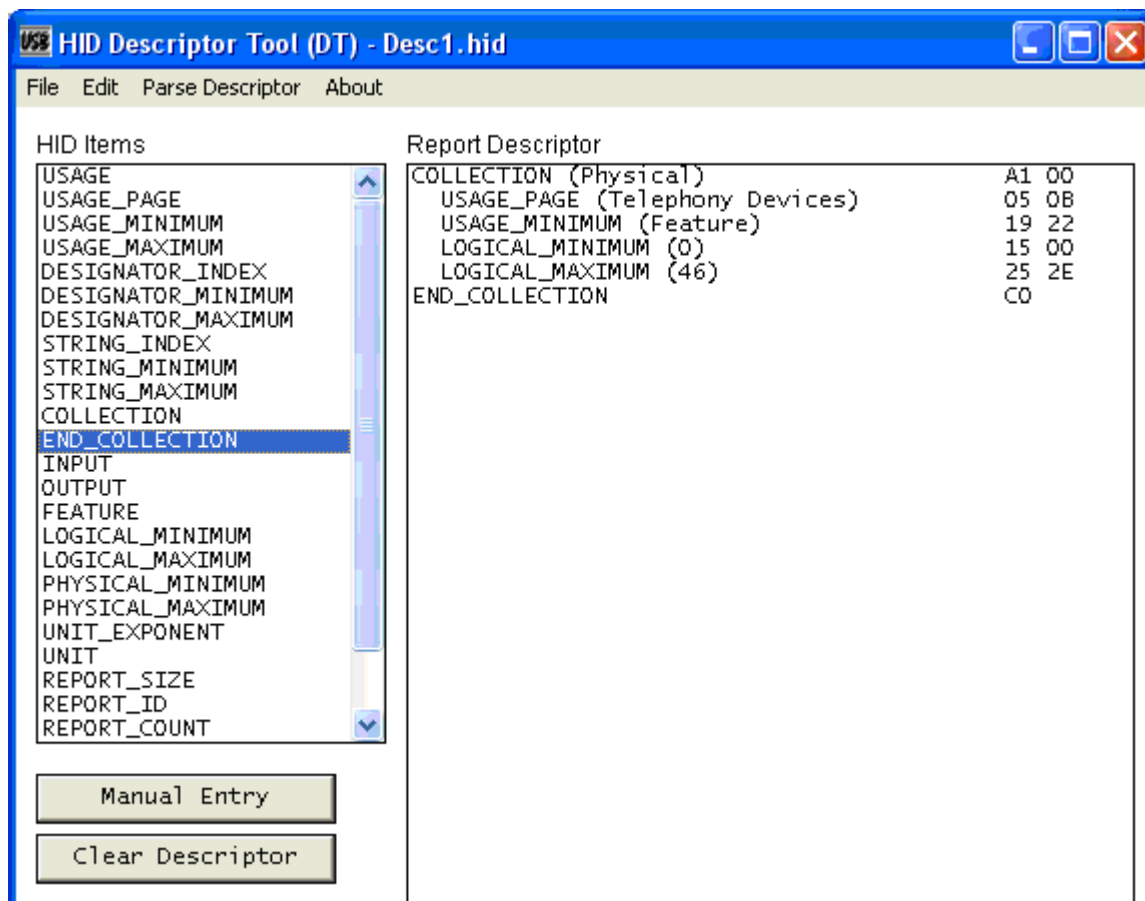 USB HID Descriptor Tool (DT) - Desc1.hid
File Edit Parse Descriptor About
HID Items
USAGE
USAGE_PAGE
USAGE_MINIMUM
USAGE_MAXIMUM
DESIGNATOR_INDEX
DESIGNATOR_MINIMUM
DESIGNATOR_MAXIMUM
STRING_INDEX
STRING_MINIMUM
STRING_MAXIMUM
COLLECTION
END_COLLECTION
INPUT
OUTPUT
FEATURE
LOGICAL_MINIMUM
LOGICAL_MAXIMUM
PHYSICAL_MINIMUM
PHYSICAL_MAXIMUM
UNIT_EXPONENT
UNIT
REPORT_SIZE
REPORT_ID
REPORT_COUNT
Manual Entry
Clear Descriptor
Report Descriptor
COLLECTION (Physical) A1 00
USAGE_PAGE (Telephony Devices) 05 0B
USAGE_MINIMUM (Feature) 19 22
LOGICAL_MINIMUM (0) 15 00
LOGICAL_MAXIMUM (46) 25 2E
END_COLLECTION C0